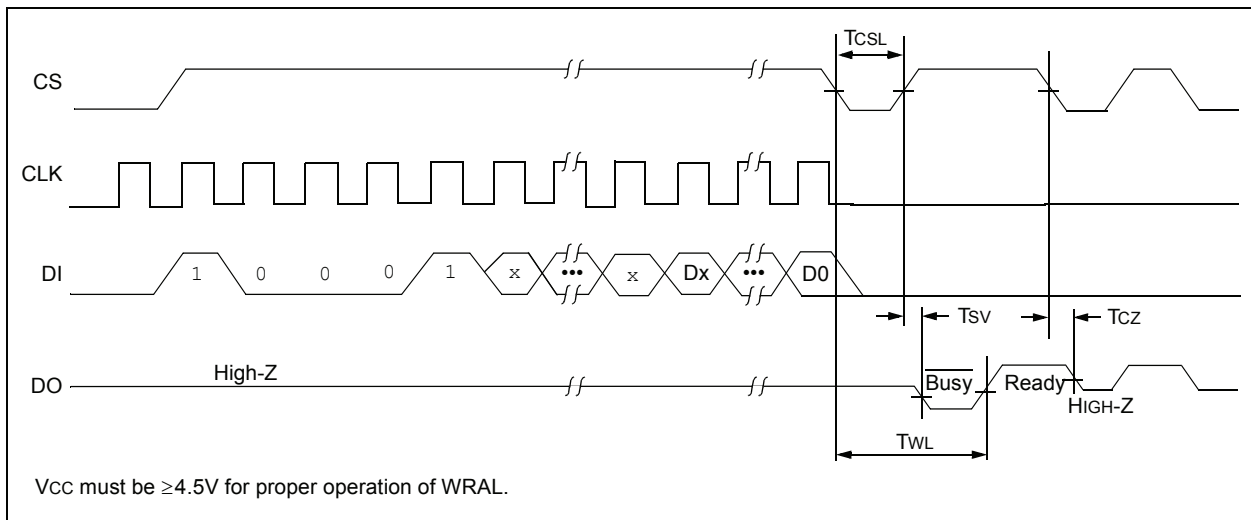 TCSL
CS
CLK
DI 1 0 0 0 1 x ••• x Dx ••• D0
TSV
TCZ
DO
High-Z
Busy
Ready
HIGH-Z
TWL
VCC must be ≥4.5V for proper operation of WRAL.